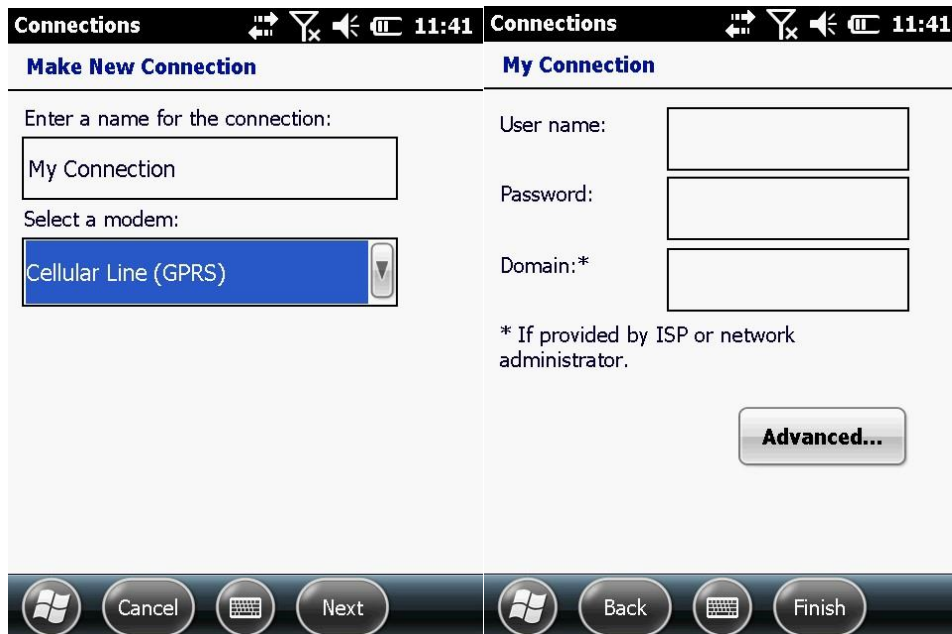 Connections
11:41
Make New Connection
Enter a name for the connection:
My Connection
Select a modem:
Cellular Line (GPRS)
Cancel
Next
Connections
11:41
My Connection
User name:
Password:
Domain:*
* If provided by ISP or network
administrator.
Advanced...
Back
Finish